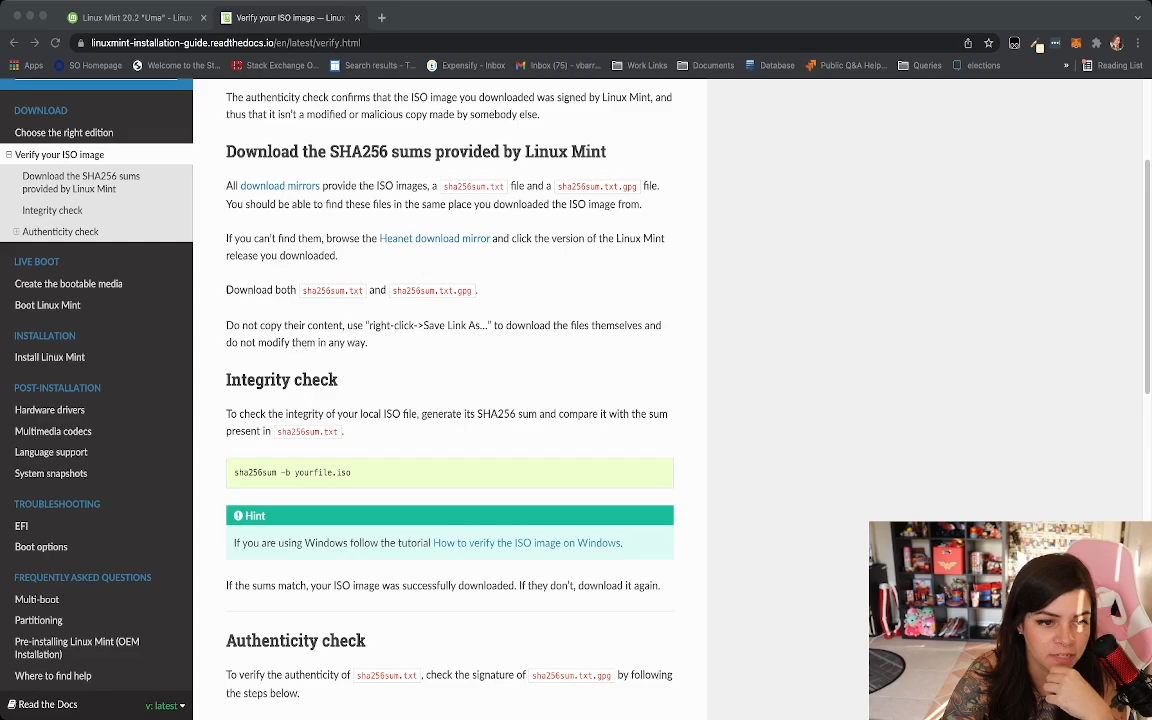 Linux Mint 20.2 "Uma" - Linux
Verify your ISO image — Linux
linuxmint-installation-guide.readthedocs.io/en/latest/verify.html
Apps
SO Homepage
Welcome to the St...
Stack Exchange O...
Search results - T...
Expensify - Inbox
Inbox (75) - vbarr...
Work Links
Documents
Database
Public Q&A Help...
Queries
elections
»
Reading List
DOWNLOAD
Choose the right edition
Verify your ISO image
Download the SHA256 sums
provided by Linux Mint
Integrity check
Authenticity check
LIVE BOOT
Create the bootable media
Boot Linux Mint
INSTALLATION
Install Linux Mint
POST-INSTALLATION
Hardware drivers
Multimedia codecs
Language support
System snapshots
TROUBLESHOOTING
EFI
Boot options
FREQUENTLY ASKED QUESTIONS
Multi-boot
Partitioning
Pre-installing Linux Mint (OEM
Installation)
Where to find help
Read the Docs
v: latest
The authenticity check confirms that the ISO image you downloaded was signed by Linux Mint, and
thus that it isn't a modified or malicious copy made by somebody else.
Download the SHA256 sums provided by Linux Mint
All download mirrors provide the ISO images, a sha256sum.txt file and a sha256sum.txt.gpg file.
You should be able to find these files in the same place you downloaded the ISO image from.
If you can't find them, browse the Heanet download mirror and click the version of the Linux Mint
release you downloaded.
Download both sha256sum.txt and sha256sum.txt.gpg.
Do not copy their content, use "right-click->Save Link As..." to download the files themselves and
do not modify them in any way.
Integrity check
To check the integrity of your local ISO file, generate its SHA256 sum and compare it with the sum
present in sha256sum.txt.
sha256sum -b yourfile.iso
Hint
If you are using Windows follow the tutorial How to verify the ISO image on Windows.
If the sums match, your ISO image was successfully downloaded. If they don't, download it again.
Authenticity check
To verify the authenticity of sha256sum.txt, check the signature of sha256sum.txt.gpg by following
the steps below.